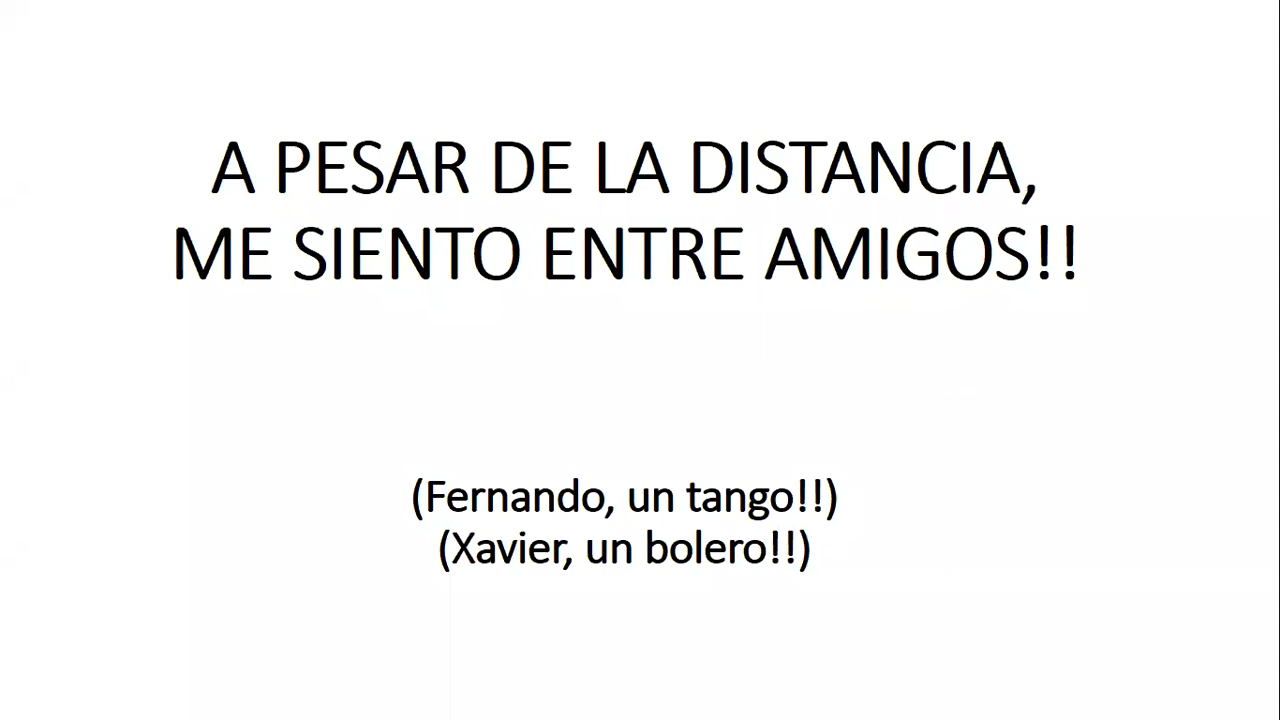 A PESAR DE LA DISTANCIA,
ME SIENTO ENTRE AMIGOS!!
(Fernando, un tango!!)
(Xavier, un bolero!!)